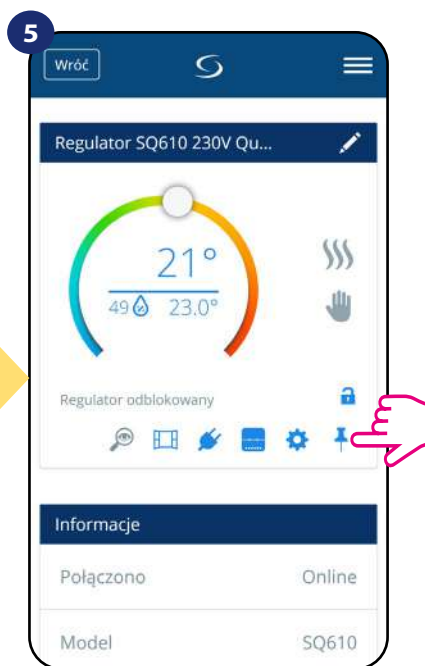 5
Wróć
Regulator SQ610 230V Qu...
21°
49 23.0°
Regulator odblokowany
Informacje
Połączono Online
Model SQ610